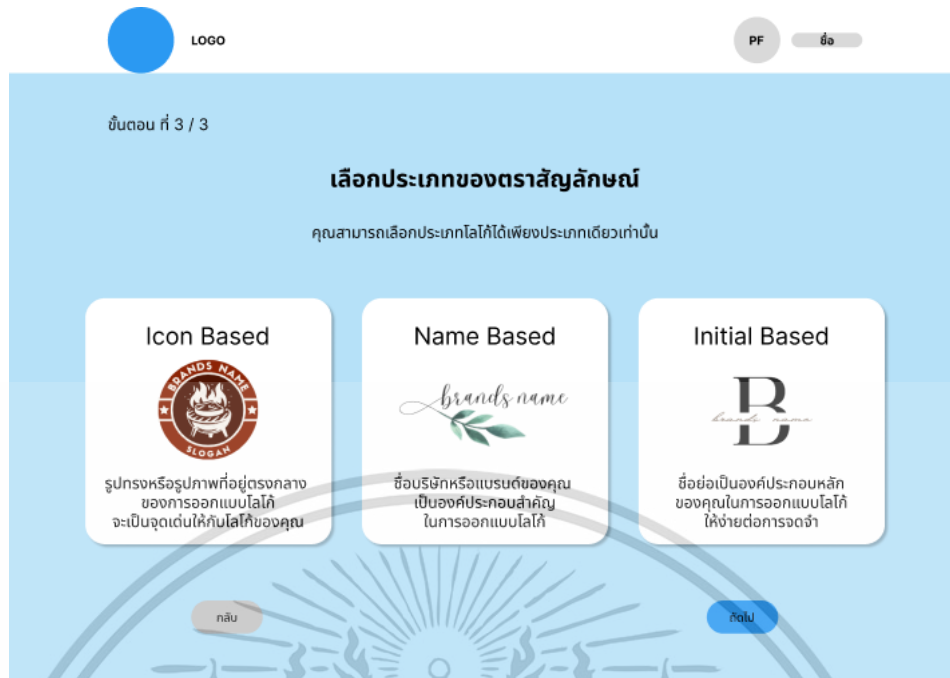 LOGO
PF
ชื่อ
ขั้นตอน ที่ 3 / 3
เลือกประเภทของตราสัญลักษณ์
คุณสามารถเลือกประเภทโลโก้ได้เพียงประเภทเดียวเท่านั้น
Icon Based
BRANDS NAME
SLOGAN
รูปทรงหรือรูปภาพที่อยู่ตรงกลาง
ของการออกแบบโลโก้
จะเป็นจุดเด่นให้กับโลโก้ของคุณ
Name Based
brands name
ชื่อบริษัทหรือแบรนด์ของคุณ
เป็นองค์ประกอบสำคัญ
ในการออกแบบโลโก้
Initial Based
B
brands name
ชื่อย่อเป็นองค์ประกอบหลัก
ของคุณในการออกแบบโลโก้
ให้ง่ายต่อการจดจำ
กลับ
ถัดไป